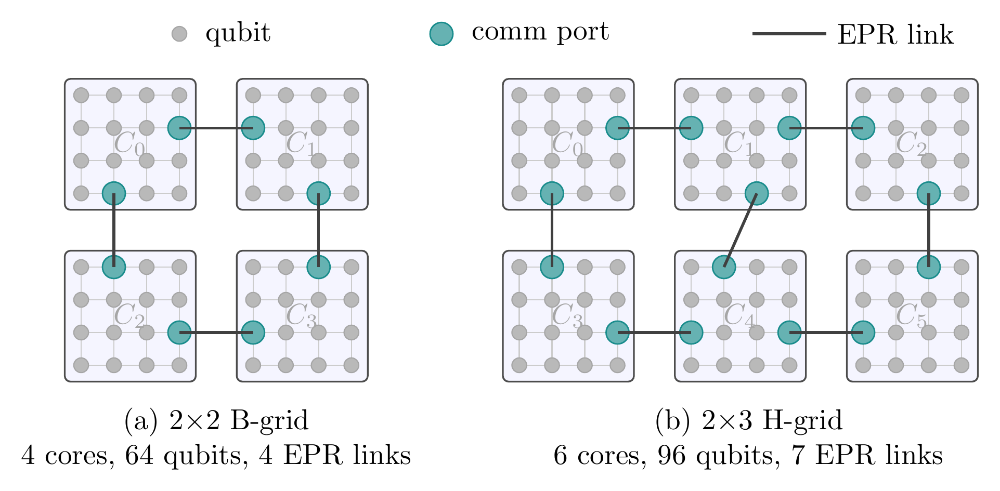 qubit
comm port
EPR link
C₀
C₁
C₀
C₁
C₂
C₂
C₃
C₃
C₄
C₅
(a) 2×2 B-grid
4 cores, 64 qubits, 4 EPR links
(b) 2×3 H-grid
6 cores, 96 qubits, 7 EPR links